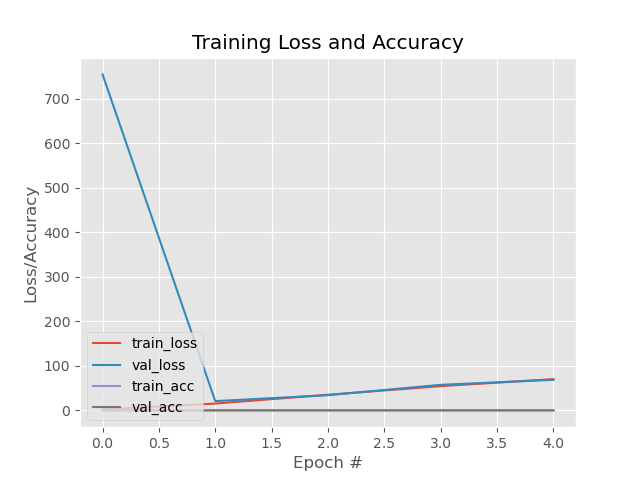 Training Loss and Accuracy
Loss/Accuracy
700
600
500
400
300
200
100
0
train_loss
val_loss
train_acc
val_acc
0.0 0.5 1.0 1.5 2.0 2.5 3.0 3.5 4.0
Epoch #